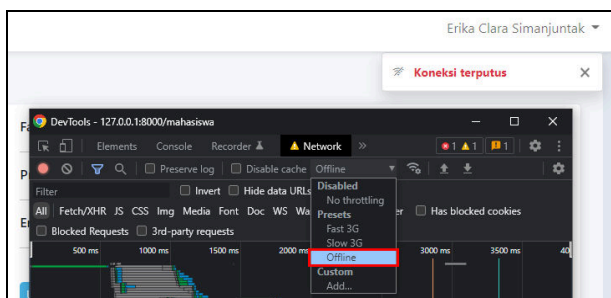 Erika Clara Simanjuntak
Koneksi terputus
DevTools - 127.0.0.1:8000/mahasiswa
Elements Console Recorder Network
1 1 1
Preserve log Disable cache Offline
Filter Invert Hide data URLs
Disabled
No throttling
Presets
Fast 3G
Slow 3G
Offline
Custom
Add...
All Fetch/XHR JS CSS Img Media Font Doc WS Has blocked cookies
Blocked Requests 3rd-party requests
500 ms 1000 ms 1500 ms 2000 ms 3000 ms 3500 ms